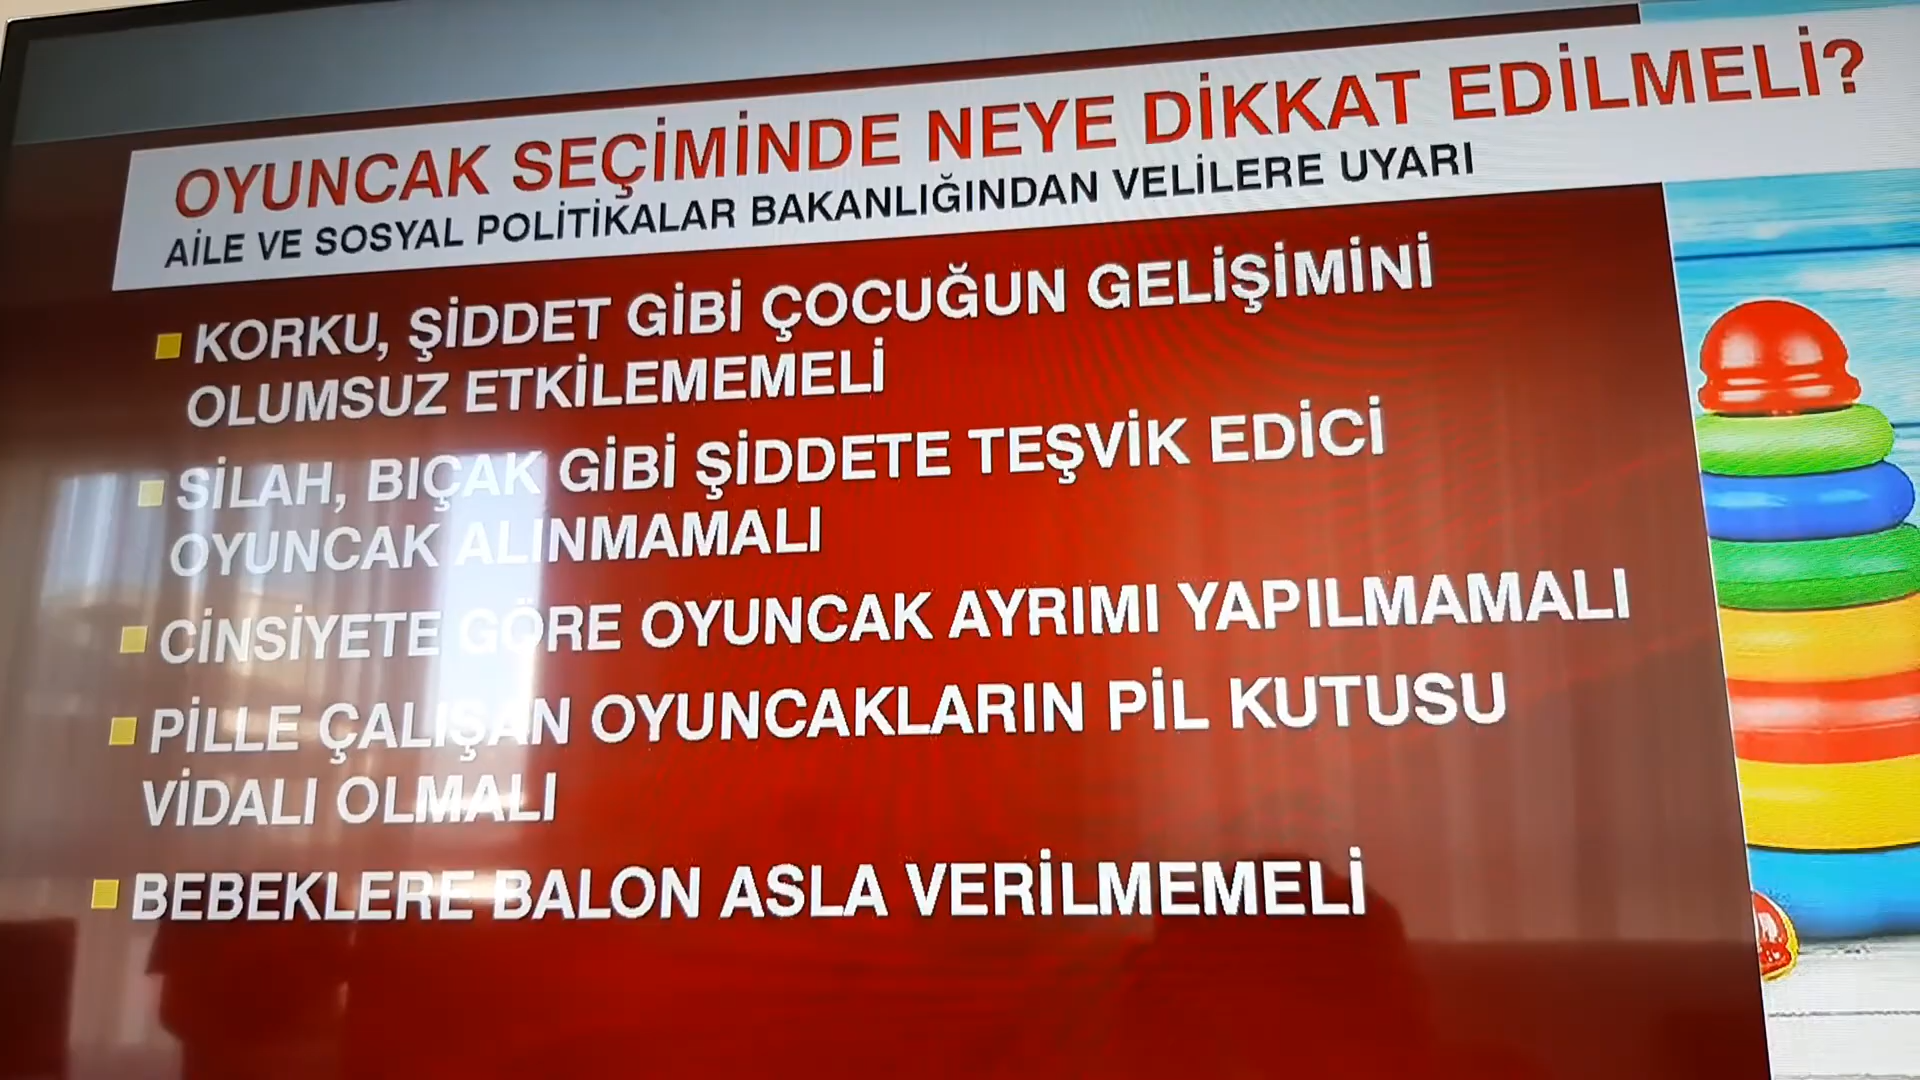 OYUNCAK SEÇİMİNDE NEYE DİKKAT EDİLMELİ?
AİLE VE SOSYAL POLİTİKALAR BAKANLIĞINDAN VELİLERE UYARI
KORKU, ŞİDDET GİBİ ÇOCUĞUN GELİŞİMİNİ
OLUMSUZ ETKİLEMEMELİ
SİLAH, BIÇAK GİBİ ŞİDDETE TEŞVİK EDİCİ
OYUNCAK ALINMAMALI
CİNSİYETE GÖRE OYUNCAK AYRIMI YAPILMAMALI
PİLLE ÇALIŞAN OYUNCAKLARIN PİL KUTUSU
VİDALI OLMALI
BEBEKLERE BALON ASLA VERİLMEMELİ